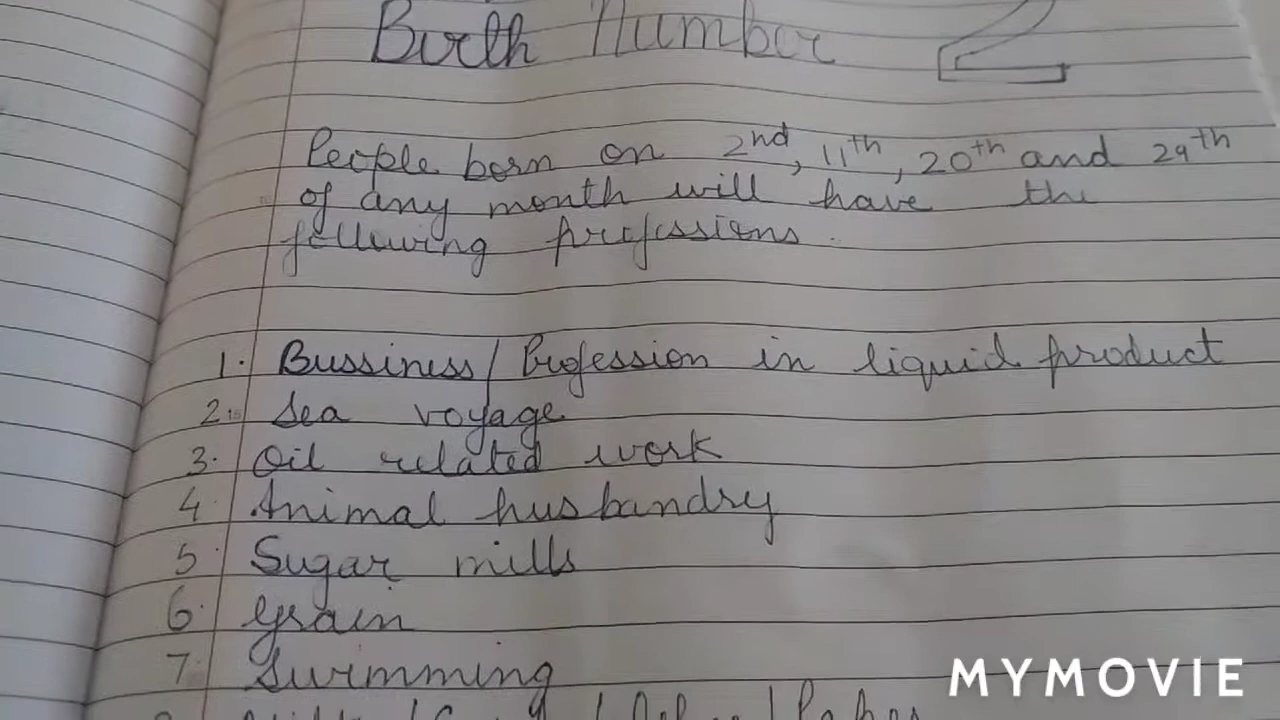 Birth Number 2
People born on 2nd, 11th, 20th and 29th
of any month will have the
following professions.
1. Bussiness/Profession in liquid product
2. Sea voyage
3. Oil related work
4. Animal husbandry
5. Sugar mills
6. Grain
7. Swimming
MYMOVIE